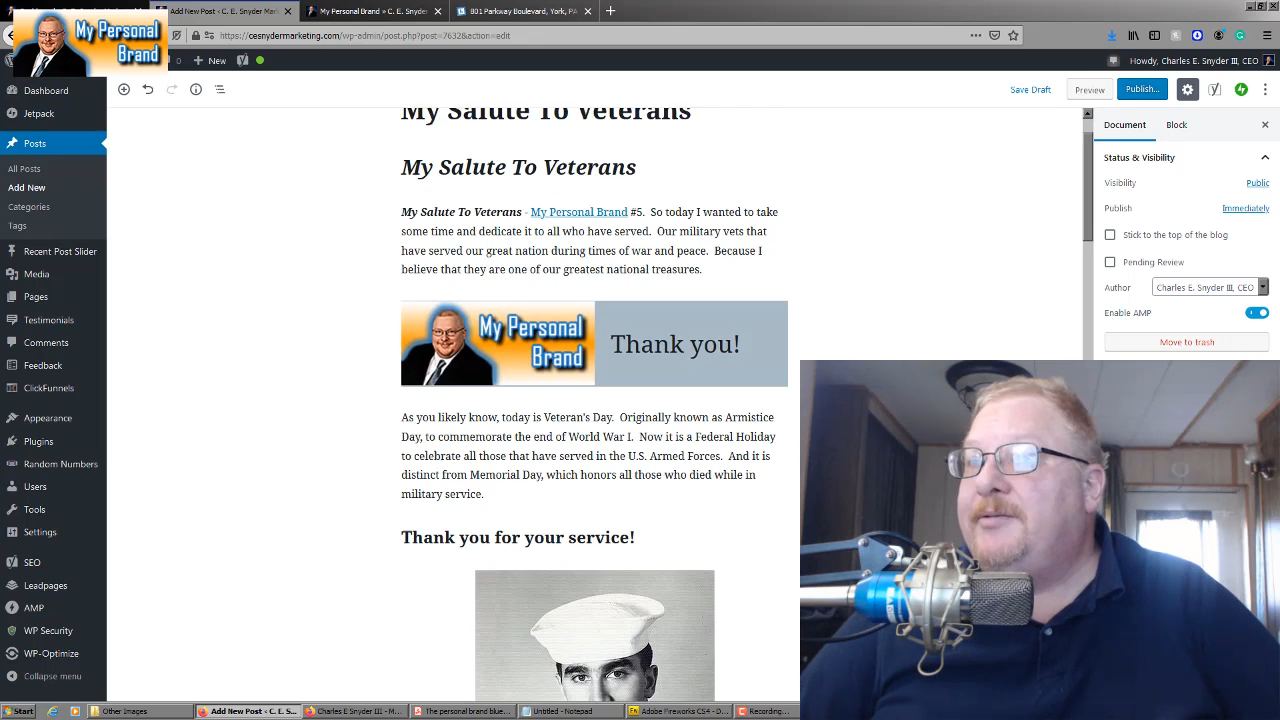 Add New Post ‹ C. E. Snyder Mark
My Personal Brand » C. E. Snyder
801 Parkway Boulevard, York, PA
My Personal
Brand
https://cesnydermarketing.com/wp-admin/post.php?post=7632&action=edit
0
New
Howdy, Charles E. Snyder III, CEO
Dashboard
Jetpack
Posts
All Posts
Add New
Categories
Tags
Recent Post Slider
Media
Pages
Testimonials
Comments
Feedback
ClickFunnels
Appearance
Plugins
Random Numbers
Users
Tools
Settings
SEO
Leadpages
AMP
WP Security
WP-Optimize
Collapse menu
Save Draft
Preview
Publish...
My Salute To Veterans
My Salute To Veterans
My Salute To Veterans - My Personal Brand #5. So today I wanted to take
some time and dedicate it to all who have served. Our military vets that
have served our great nation during times of war and peace. Because I
believe that they are one of our greatest national treasures.
My Personal
Brand
Thank you!
As you likely know, today is Veteran's Day. Originally known as Armistice
Day, to commemorate the end of World War I. Now it is a Federal Holiday
to celebrate all those that have served in the U.S. Armed Forces. And it is
distinct from Memorial Day, which honors all those who died while in
military service.
Thank you for your service!
Document
Block
Status & Visibility
Visibility
Public
Publish
Immediately
Stick to the top of the blog
Pending Review
Author
Charles E. Snyder III, CEO
Enable AMP
Move to trash
Start
Other Images
Add New Post ‹ C. E. S...
Charles E Snyder III - M...
The personal brand blue...
Untitled - Notepad
Adobe Fireworks CS4 - D...
Recording...